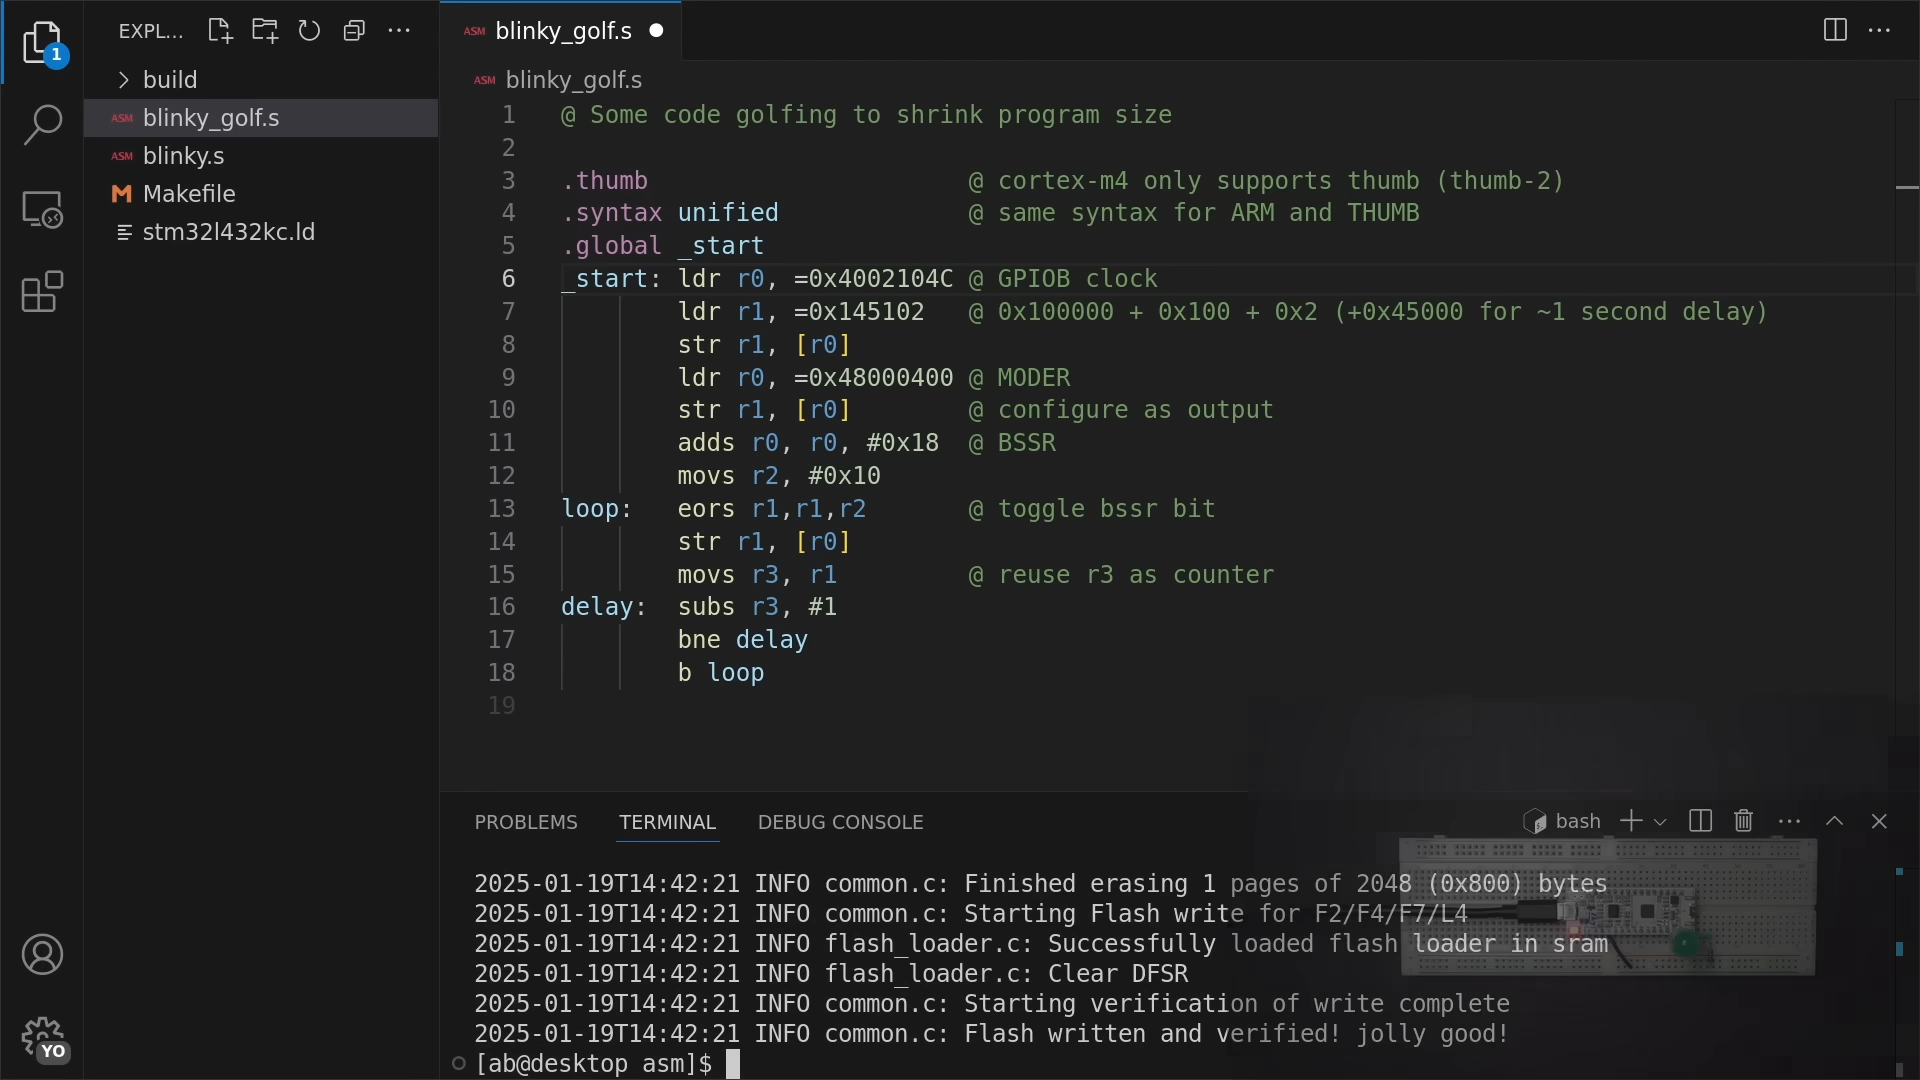 1
EXPL...
build
ASM blinky_golf.s
ASM blinky.s
Makefile
stm32l432kc.ld
YO
ASM blinky_golf.s
ASM blinky_golf.s
1 @ Some code golfing to shrink program size
2
3 .thumb @ cortex-m4 only supports thumb (thumb-2)
4 .syntax unified @ same syntax for ARM and THUMB
5 .global _start
6 _start: ldr r0, =0x4002104C @ GPIOB clock
7 ldr r1, =0x145102 @ 0x100000 + 0x100 + 0x2 (+0x45000 for ~1 second delay)
8 str r1, [r0]
9 ldr r0, =0x48000400 @ MODER
10 str r1, [r0] @ configure as output
11 adds r0, r0, #0x18 @ BSSR
12 movs r2, #0x10
13 loop: eors r1,r1,r2 @ toggle bssr bit
14 str r1, [r0]
15 movs r3, r1 @ reuse r3 as counter
16 delay: subs r3, #1
17 bne delay
18 b loop
19
PROBLEMS TERMINAL DEBUG CONSOLE bash
2025-01-19T14:42:21 INFO common.c: Finished erasing 1 pages of 2048 (0x800) bytes
2025-01-19T14:42:21 INFO common.c: Starting Flash write for F2/F4/F7/L4
2025-01-19T14:42:21 INFO flash_loader.c: Successfully loaded flash loader in sram
2025-01-19T14:42:21 INFO flash_loader.c: Clear DFSR
2025-01-19T14:42:21 INFO common.c: Starting verification of write complete
2025-01-19T14:42:21 INFO common.c: Flash written and verified! jolly good!
[ab@desktop asm]$